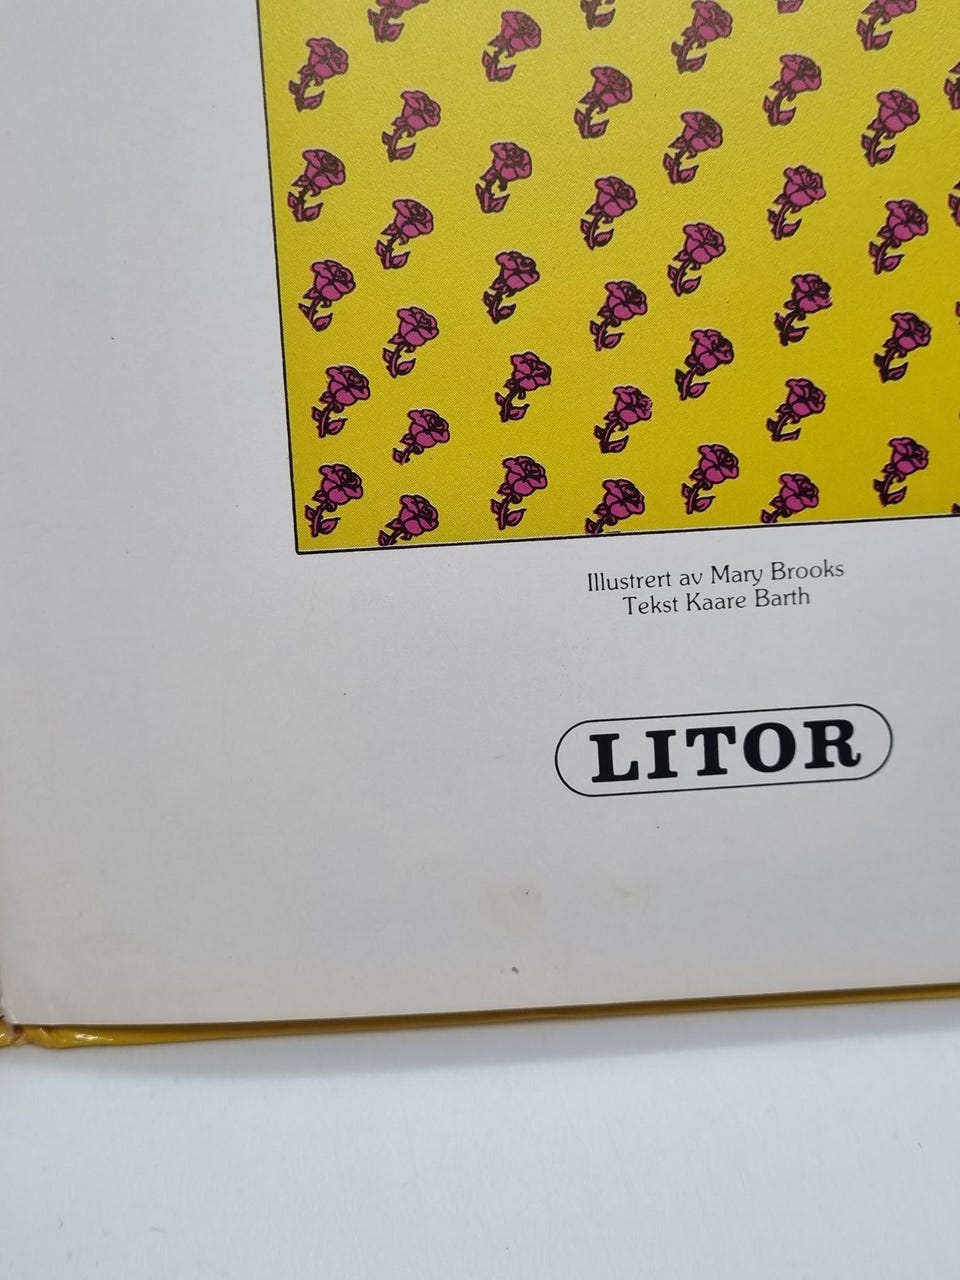 Illustrert av Mary Brooks
Tekst Kaare Barth
LITOR